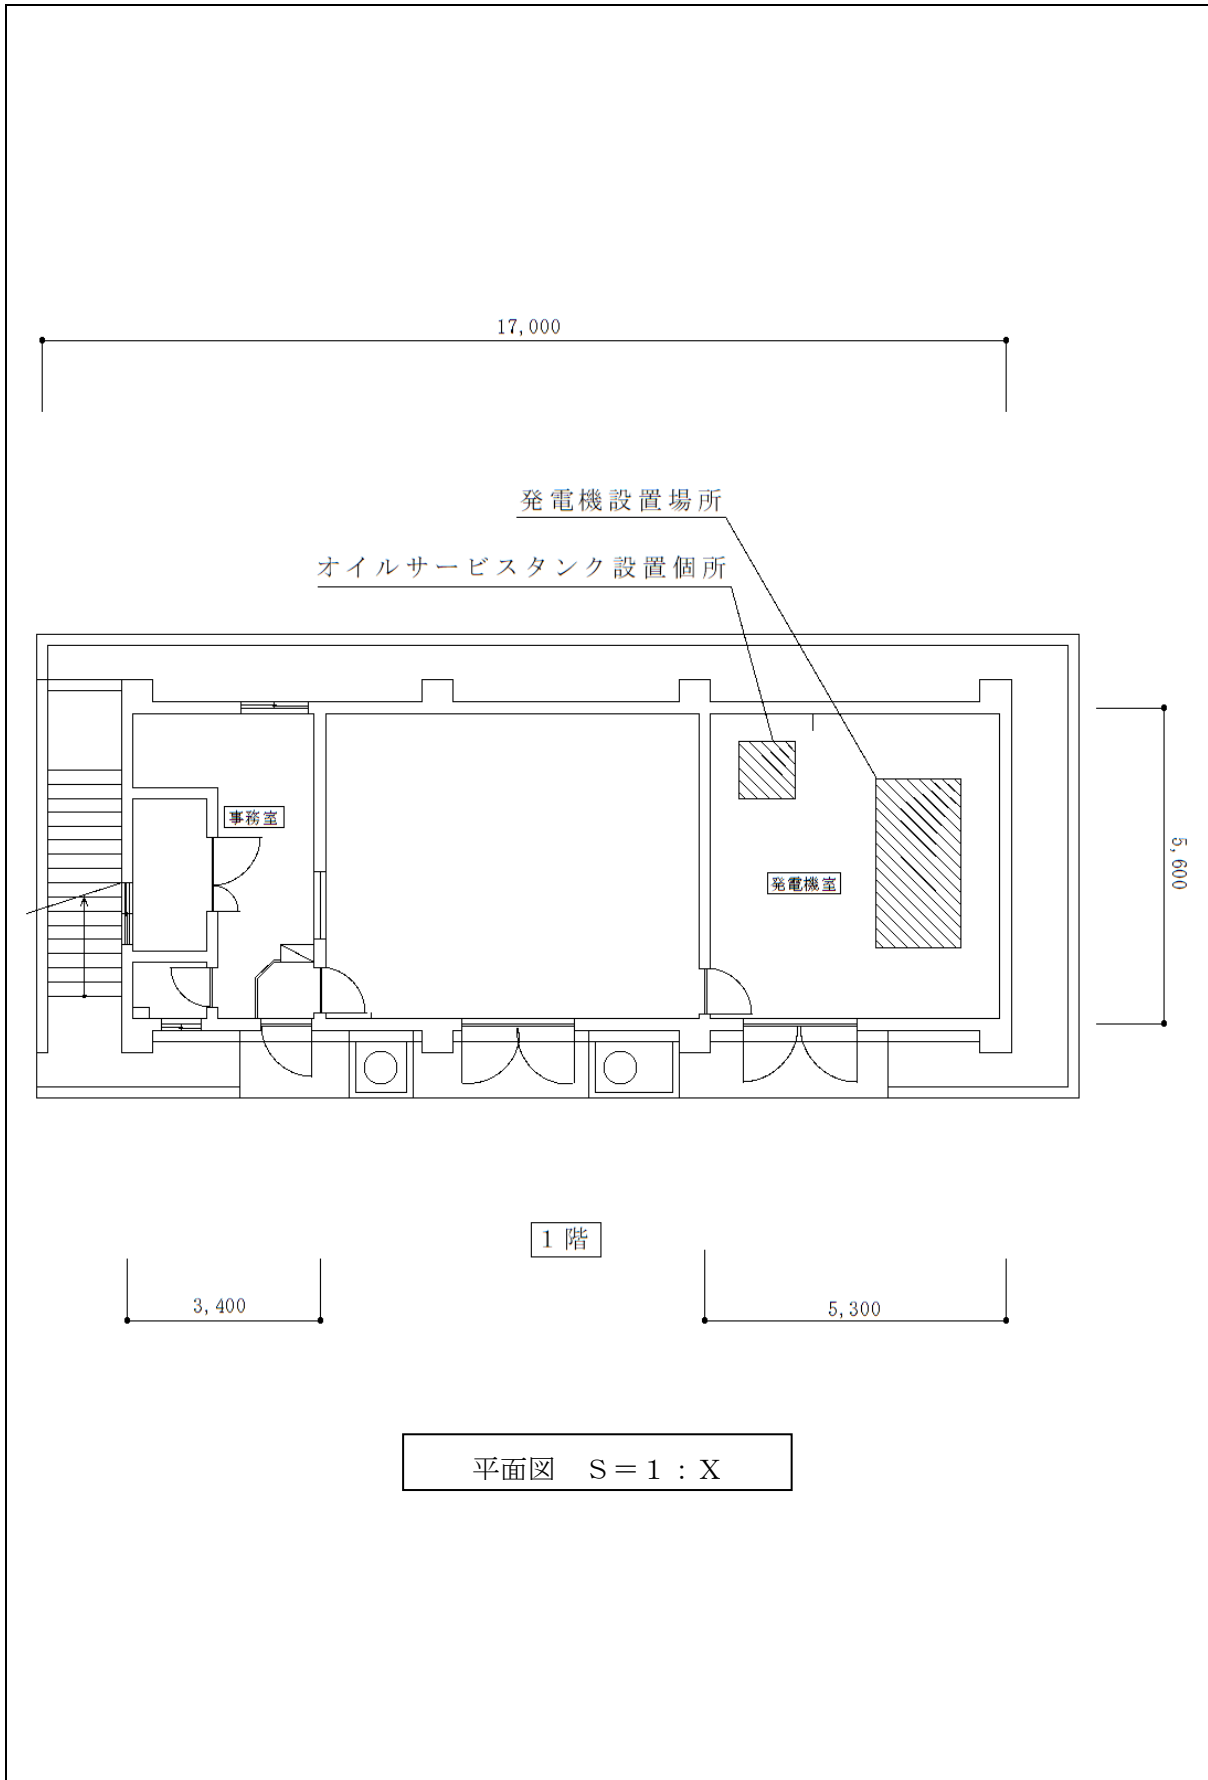 17,000
発電機設置場所
オイルサービスタンク設置個所
事務室
発電機室
5,600
1 階
3,400
5,300
平面図　S＝1：X